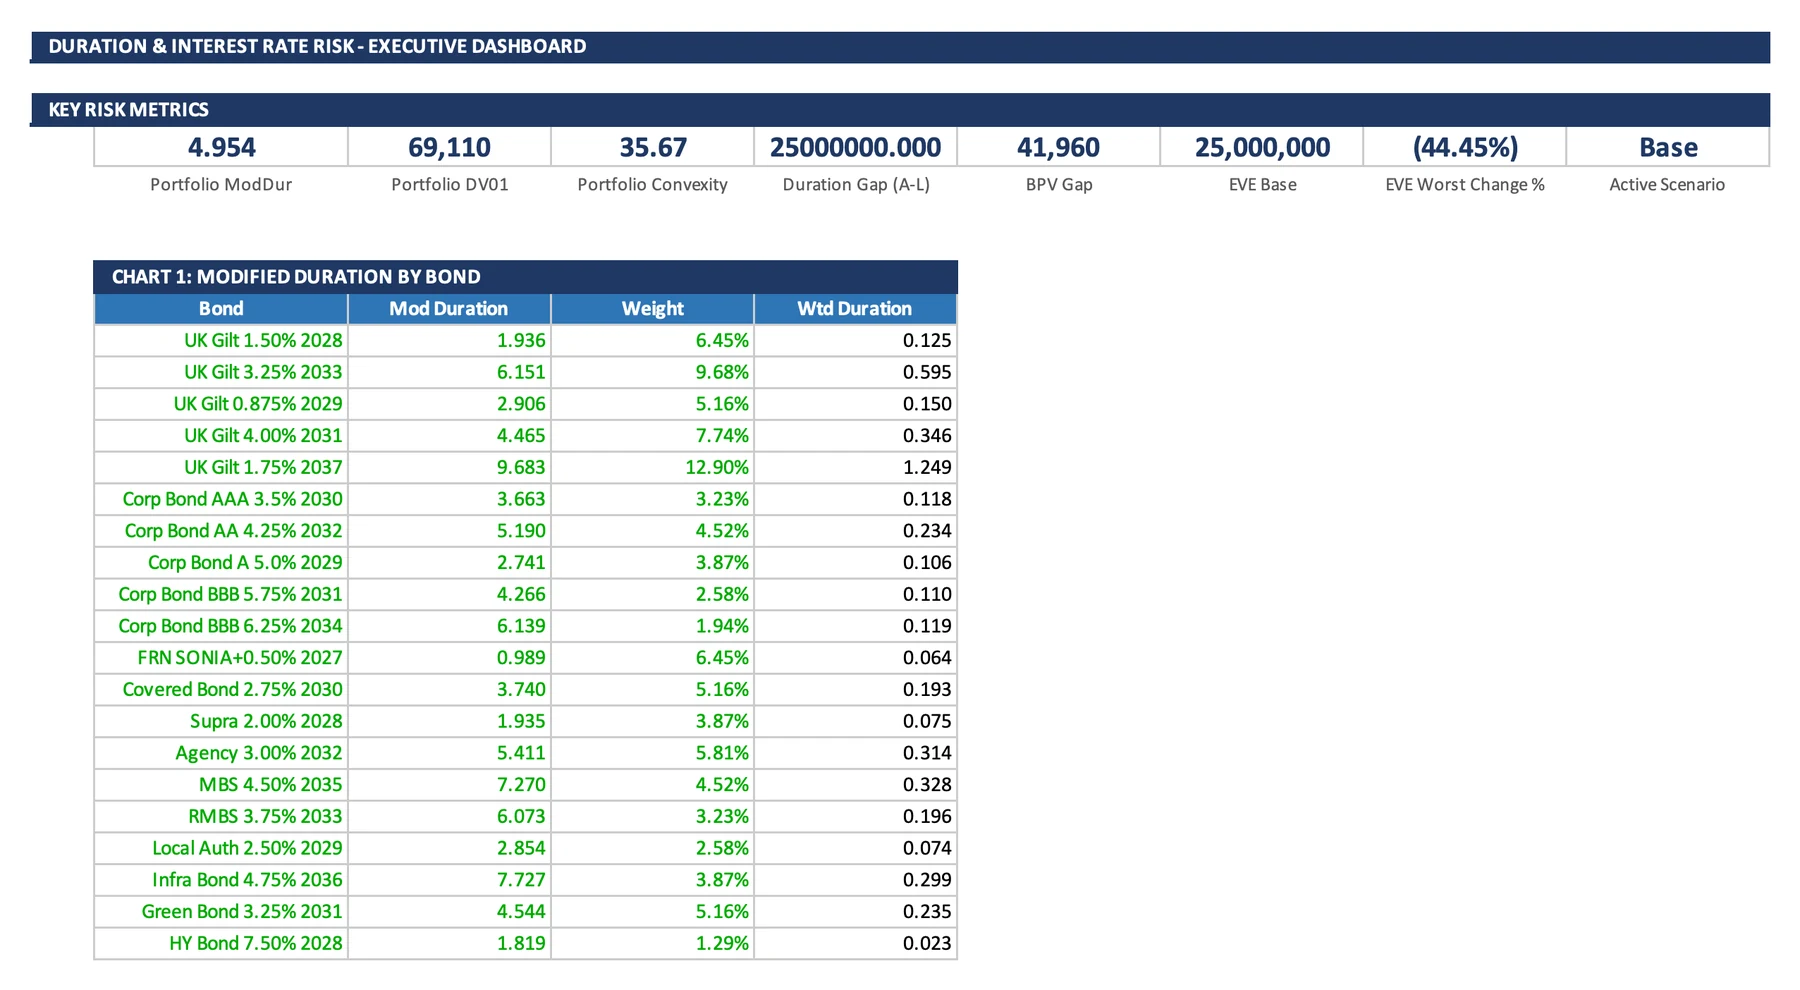 DURATION & INTEREST RATE RISK - EXECUTIVE DASHBOARD
KEY RISK METRICS
4.954 69,110 35.67 25000000.000 41,960 25,000,000 (44.45%) Base
Portfolio ModDur Portfolio DV01 Portfolio Convexity Duration Gap (A-L) BPV Gap EVE Base EVE Worst Change % Active Scenario
CHART 1: MODIFIED DURATION BY BOND
Bond Mod Duration Weight Wtd Duration
UK Gilt 1.50% 2028 1.936 6.45% 0.125
UK Gilt 3.25% 2033 6.151 9.68% 0.595
UK Gilt 0.875% 2029 2.906 5.16% 0.150
UK Gilt 4.00% 2031 4.465 7.74% 0.346
UK Gilt 1.75% 2037 9.683 12.90% 1.249
Corp Bond AAA 3.5% 2030 3.663 3.23% 0.118
Corp Bond AA 4.25% 2032 5.190 4.52% 0.234
Corp Bond A 5.0% 2029 2.741 3.87% 0.106
Corp Bond BBB 5.75% 2031 4.266 2.58% 0.110
Corp Bond BBB 6.25% 2034 6.139 1.94% 0.119
FRN SONIA+0.50% 2027 0.989 6.45% 0.064
Covered Bond 2.75% 2030 3.740 5.16% 0.193
Supra 2.00% 2028 1.935 3.87% 0.075
Agency 3.00% 2032 5.411 5.81% 0.314
MBS 4.50% 2035 7.270 4.52% 0.328
RMBS 3.75% 2033 6.073 3.23% 0.196
Local Auth 2.50% 2029 2.854 2.58% 0.074
Infra Bond 4.75% 2036 7.727 3.87% 0.299
Green Bond 3.25% 2031 4.544 5.16% 0.235
HY Bond 7.50% 2028 1.819 1.29% 0.023